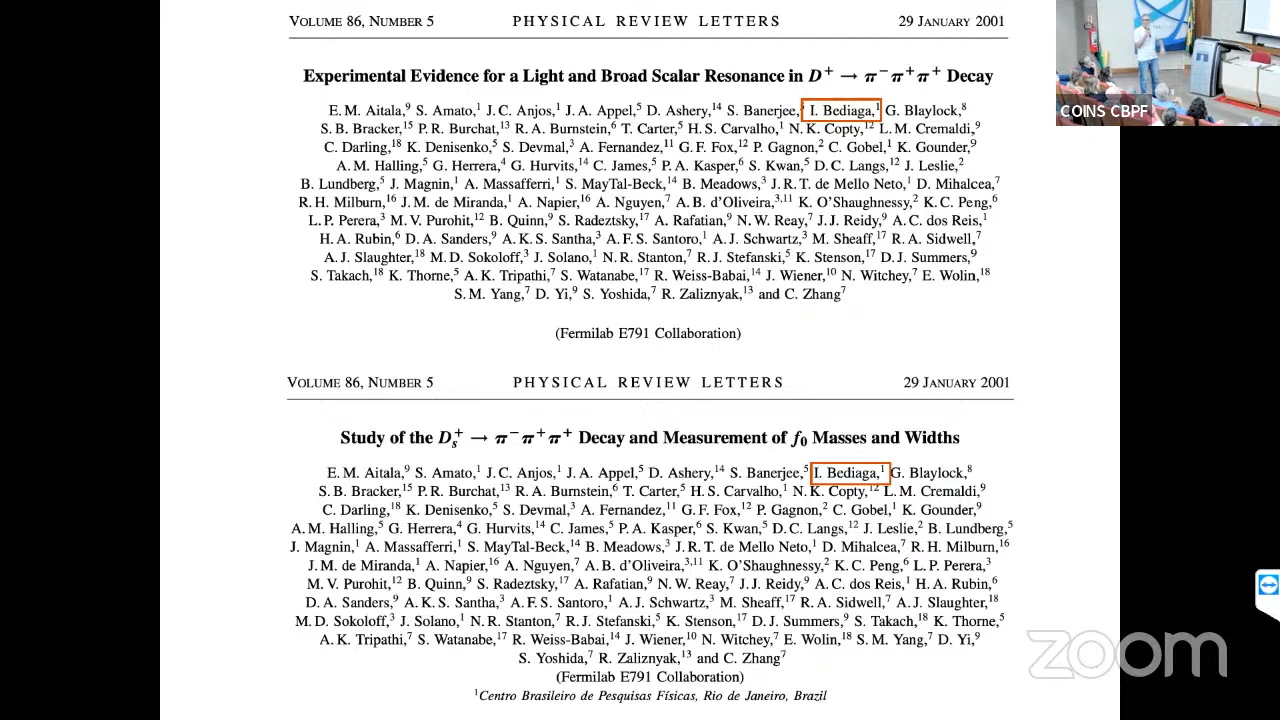 VOLUME 86, NUMBER 5 PHYSICAL REVIEW LETTERS 29 JANUARY 2001
Experimental Evidence for a Light and Broad Scalar Resonance in D⁺ → π⁻π⁺π⁺ Decay
E. M. Aitala,⁹ S. Amato,¹ J. C. Anjos,¹ J. A. Appel,⁵ D. Ashery,¹⁴ S. Banerjee,⁵ I. Bediaga,¹ G. Blaylock,⁸
S. B. Bracker,¹⁵ P. R. Burchat,¹³ R. A. Burnstein,⁶ T. Carter,⁵ H. S. Carvalho,¹ N. K. Copty,¹² L. M. Cremaldi,⁹
C. Darling,¹⁸ K. Denisenko,⁵ S. Devmal,³ A. Fernandez,¹¹ G. F. Fox,¹² P. Gagnon,² C. Gobel,¹ K. Gounder,⁹
A. M. Halling,⁵ G. Herrera,⁴ G. Hurvits,¹⁴ C. James,⁵ P. A. Kasper,⁶ S. Kwan,⁵ D. C. Langs,¹² J. Leslie,²
B. Lundberg,⁵ J. Magnin,¹ A. Massafferri,¹ S. MayTal-Beck,¹⁴ B. Meadows,³ J. R. T. de Mello Neto,¹ D. Mihalcea,⁷
R. H. Milburn,¹⁶ J. M. de Miranda,¹ A. Napier,¹⁶ A. Nguyen,⁷ A. B. d'Oliveira,³,¹¹ K. O'Shaughnessy,² K. C. Peng,⁶
L. P. Perera,³ M. V. Purohit,¹² B. Quinn,⁹ S. Radeztsky,¹⁷ A. Rafatian,⁹ N. W. Reay,⁷ J. J. Reidy,⁹ A. C. dos Reis,¹
H. A. Rubin,⁶ D. A. Sanders,⁹ A. K. S. Santha,³ A. F. S. Santoro,¹ A. J. Schwartz,³ M. Sheaff,¹⁷ R. A. Sidwell,⁷
A. J. Slaughter,¹⁸ M. D. Sokoloff,³ J. Solano,¹ N. R. Stanton,⁷ R. J. Stefanski,⁵ K. Stenson,¹⁷ D. J. Summers,⁹
S. Takach,¹⁸ K. Thorne,⁵ A. K. Tripathi,⁷ S. Watanabe,¹⁷ R. Weiss-Babai,¹⁴ J. Wiener,¹⁰ N. Witchey,⁷ E. Wolin,¹⁸
S. M. Yang,⁷ D. Yi,⁹ S. Yoshida,⁷ R. Zaliznyak,¹³ and C. Zhang⁷
(Fermilab E791 Collaboration)
VOLUME 86, NUMBER 5 PHYSICAL REVIEW LETTERS 29 JANUARY 2001
Study of the Dₛ⁺ → π⁻π⁺π⁺ Decay and Measurement of f₀ Masses and Widths
E. M. Aitala,⁹ S. Amato,¹ J. C. Anjos,¹ J. A. Appel,⁵ D. Ashery,¹⁴ S. Banerjee,⁵ I. Bediaga,¹ G. Blaylock,⁸
S. B. Bracker,¹⁵ P. R. Burchat,¹³ R. A. Burnstein,⁶ T. Carter,⁵ H. S. Carvalho,¹ N. K. Copty,¹² L. M. Cremaldi,⁹
C. Darling,¹⁸ K. Denisenko,⁵ S. Devmal,³ A. Fernandez,¹¹ G. F. Fox,¹² P. Gagnon,² C. Gobel,¹ K. Gounder,⁹
A. M. Halling,⁵ G. Herrera,⁴ G. Hurvits,¹⁴ C. James,⁵ P. A. Kasper,⁶ S. Kwan,⁵ D. C. Langs,¹² J. Leslie,² B. Lundberg,⁵
J. Magnin,¹ A. Massafferri,¹ S. MayTal-Beck,¹⁴ B. Meadows,³ J. R. T. de Mello Neto,¹ D. Mihalcea,⁷ R. H. Milburn,¹⁶
J. M. de Miranda,¹ A. Napier,¹⁶ A. Nguyen,⁷ A. B. d'Oliveira,³,¹¹ K. O'Shaughnessy,² K. C. Peng,⁶ L. P. Perera,³
M. V. Purohit,¹² B. Quinn,⁹ S. Radeztsky,¹⁷ A. Rafatian,⁹ N. W. Reay,⁷ J. J. Reidy,⁹ A. C. dos Reis,¹ H. A. Rubin,⁶
D. A. Sanders,⁹ A. K. S. Santha,³ A. F. S. Santoro,¹ A. J. Schwartz,³ M. Sheaff,¹⁷ R. A. Sidwell,⁷ A. J. Slaughter,¹⁸
M. D. Sokoloff,³ J. Solano,¹ N. R. Stanton,⁷ R. J. Stefanski,⁵ K. Stenson,¹⁷ D. J. Summers,⁹ S. Takach,¹⁸ K. Thorne,⁵
A. K. Tripathi,⁷ S. Watanabe,¹⁷ R. Weiss-Babai,¹⁴ J. Wiener,¹⁰ N. Witchey,⁷ E. Wolin,¹⁸ S. M. Yang,⁷ D. Yi,⁹
S. Yoshida,⁷ R. Zaliznyak,¹³ and C. Zhang⁷
(Fermilab E791 Collaboration)
¹Centro Brasileiro de Pesquisas Físicas, Rio de Janeiro, Brazil
COINS CBPF
zoom